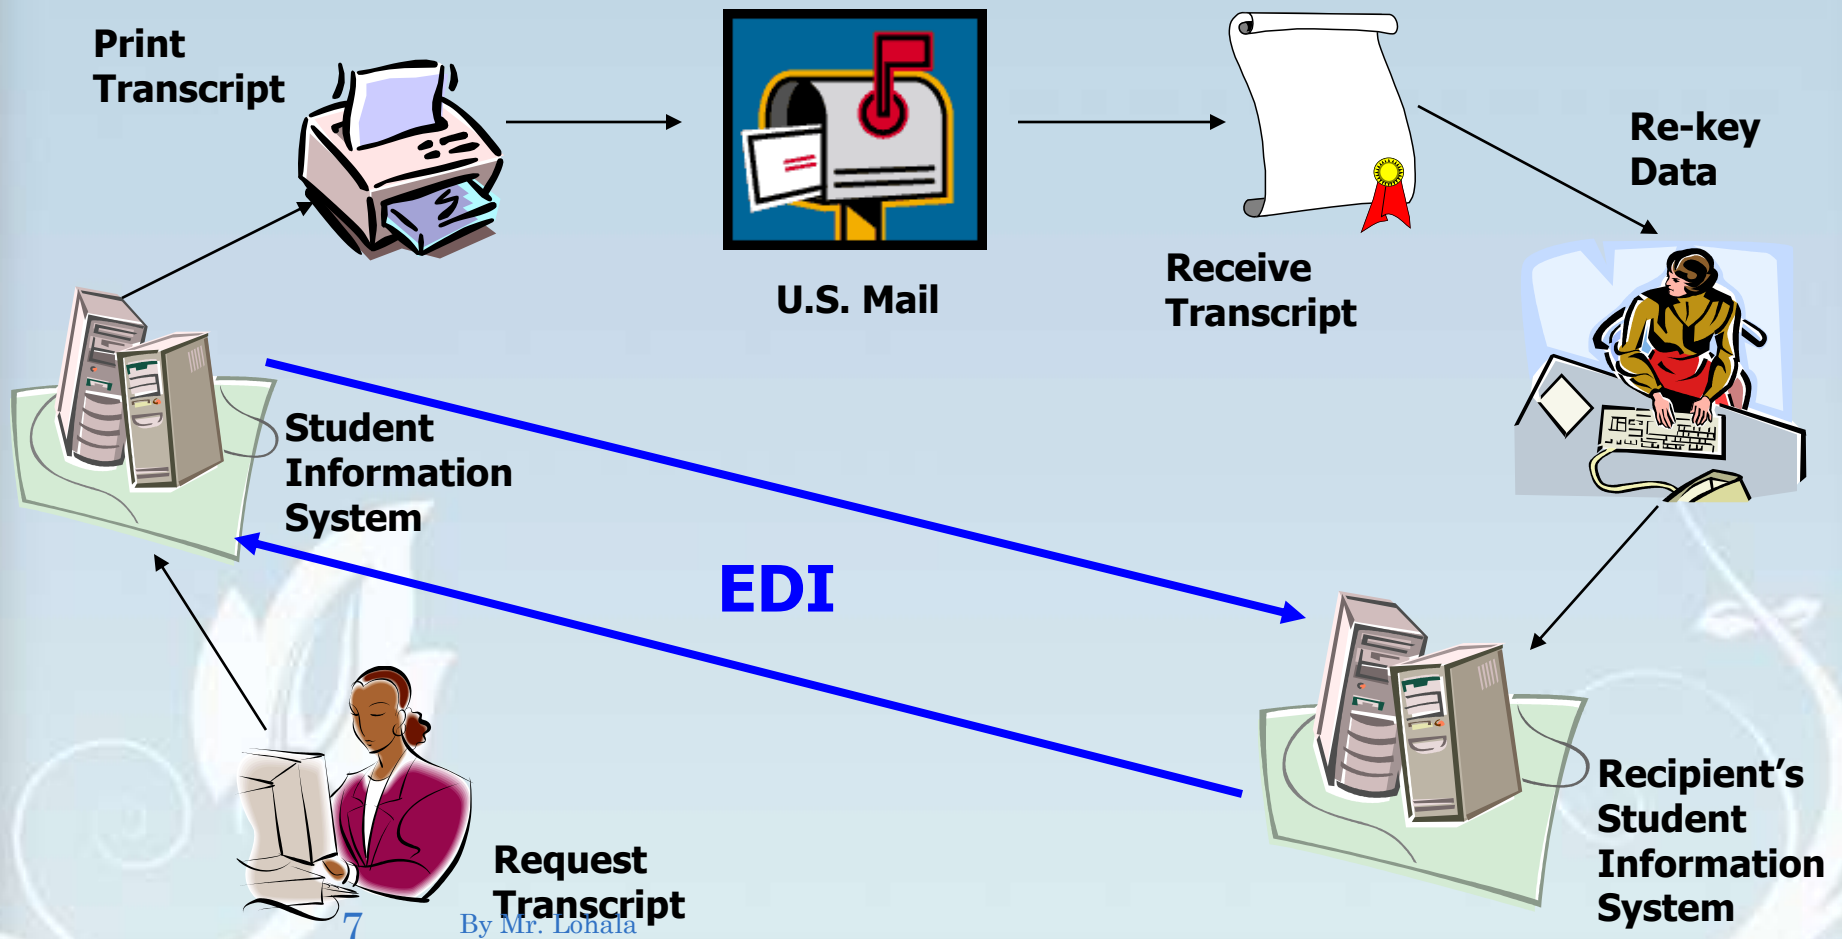 Print
Transcript
U.S. Mail
Receive
Transcript
Re-key
Data
Student
Information
System
EDI
Request
Transcript
Recipient’s
Student
Information
System
7
By Mr. Lohala